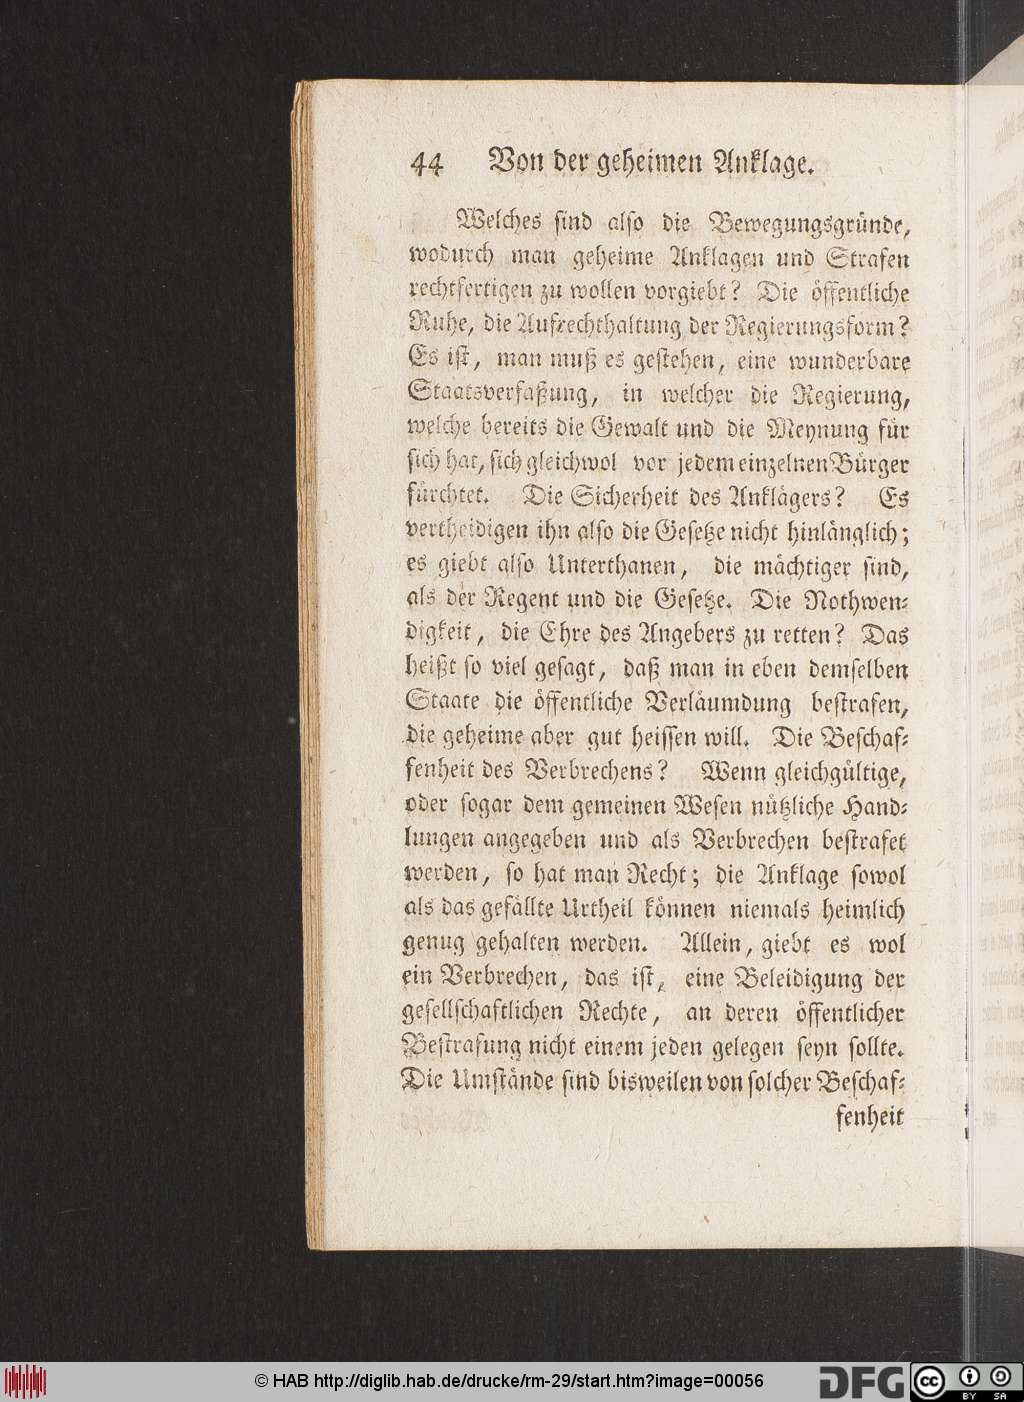 44 Von der geheimen Anklage.
Welches sind also die Bewegungsgründe,
wodurch man geheime Anklagen und Strafen
rechtfertigen zu wollen vorgiebt? Die öffentliche
Ruhe, die Aufrechthaltung der Regierungsform?
Es ist, man muß es gestehen, eine wunderbare
Staatsverfaßung, in welcher die Regierung,
welche bereits die Gewalt und die Meynung für
sich hat, sich gleichwol vor jedem einzelnen Bürger
fürchtet. Die Sicherheit des Anklägers? Es
vertheidigen ihn also die Gesetze nicht hinlänglich;
es giebt also Unterthanen, die mächtiger sind,
als der Regent und die Gesetze. Die Nothwen-
digkeit, die Ehre des Angebers zu retten? Das
heißt so viel gesagt, daß man in eben demselben
Staate die öffentliche Verläumdung bestrafen,
die geheime aber gut heissen will. Die Beschaf-
fenheit des Verbrechens? Wenn gleichgültige,
oder sogar dem gemeinen Wesen nützliche Hand-
lungen angegeben und als Verbrechen bestrafet
werden, so hat man Recht; die Anklage sowol
als das gefällte Urtheil können niemals heimlich
genug gehalten werden. Allein, giebt es wol
ein Verbrechen, das ist, eine Beleidigung der
gesellschaftlichen Rechte, an deren öffentlicher
Bestrafung nicht einem jeden gelegen seyn sollte.
Die Umstände sind bisweilen von solcher Beschaf-
fenheit
© HAB http://diglib.hab.de/drucke/rm-29/start.htm?image=00056
DFG
cc BY SA